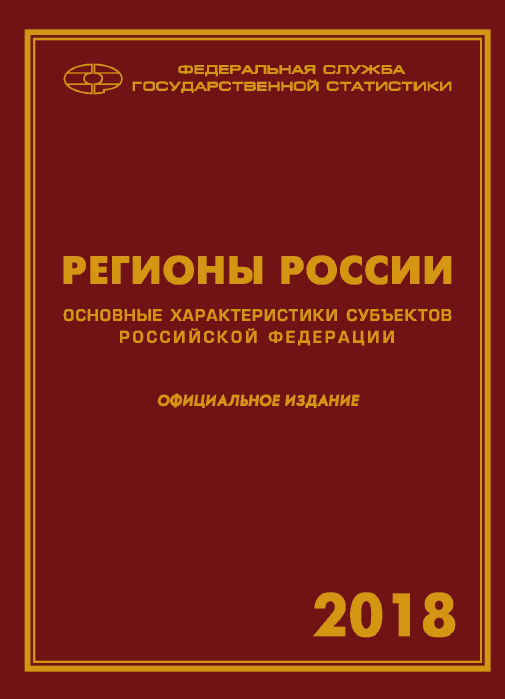 ФЕДЕРАЛЬНАЯ СЛУЖБА
ГОСУДАРСТВЕННОЙ СТАТИСТИКИ
РЕГИОНЫ РОССИИ
ОСНОВНЫЕ ХАРАКТЕРИСТИКИ СУБЪЕКТОВ
РОССИЙСКОЙ ФЕДЕРАЦИИ
ОФИЦИАЛЬНОЕ ИЗДАНИЕ
2018